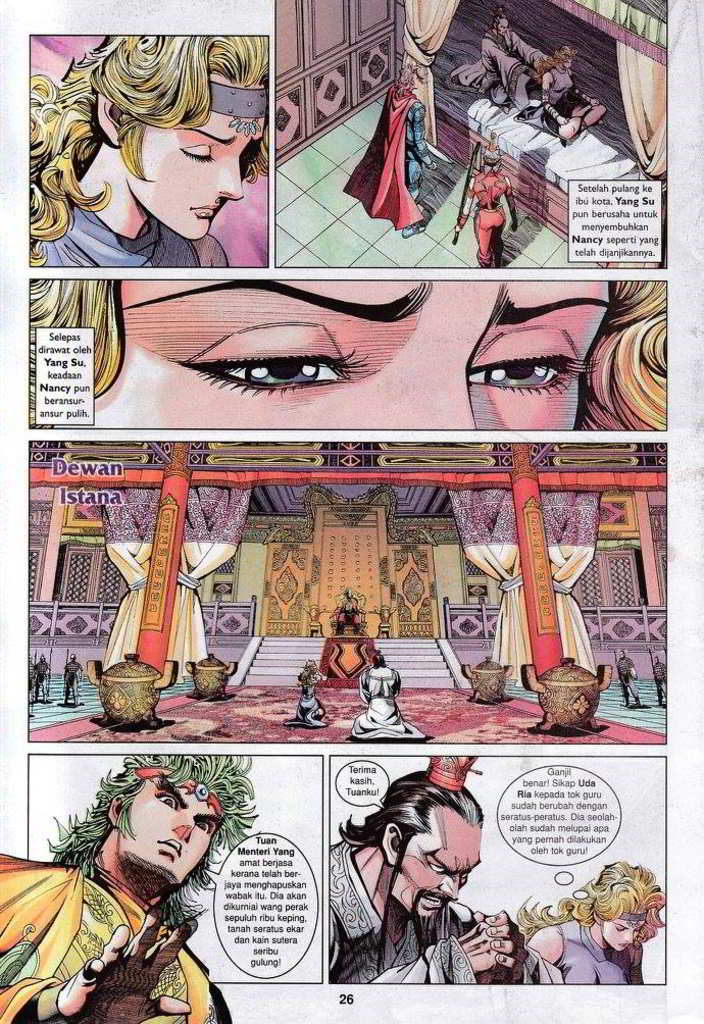 Setelah pulang ke
ibu kota, Yang Su
pun berusaha untuk
menyembuhkan
Nancy seperti yang
telah dijanjikannya.
Selepas
dirawat oleh
Yang Su,
keadaan
Nancy pun
beransur-
ansur pulih.
Dewan
Istana
Tuan
Menteri Yang
amat berjasa
kerana telah ber-
jaya menghapuskan
wabak itu. Dia akan
dikurniai wang perak
sepuluh ribu keping,
tanah seratus ekar
dan kain sutera
seribu
gulung!
Terima
kasih,
Tuanku!
Ganjil
benar! Sikap Uda
Ria kepada tok guru
sudah berubah dengan
seratus-peratus. Dia seolah-
olah sudah melupai apa
yang pernah dilakukan
oleh tok guru!
26